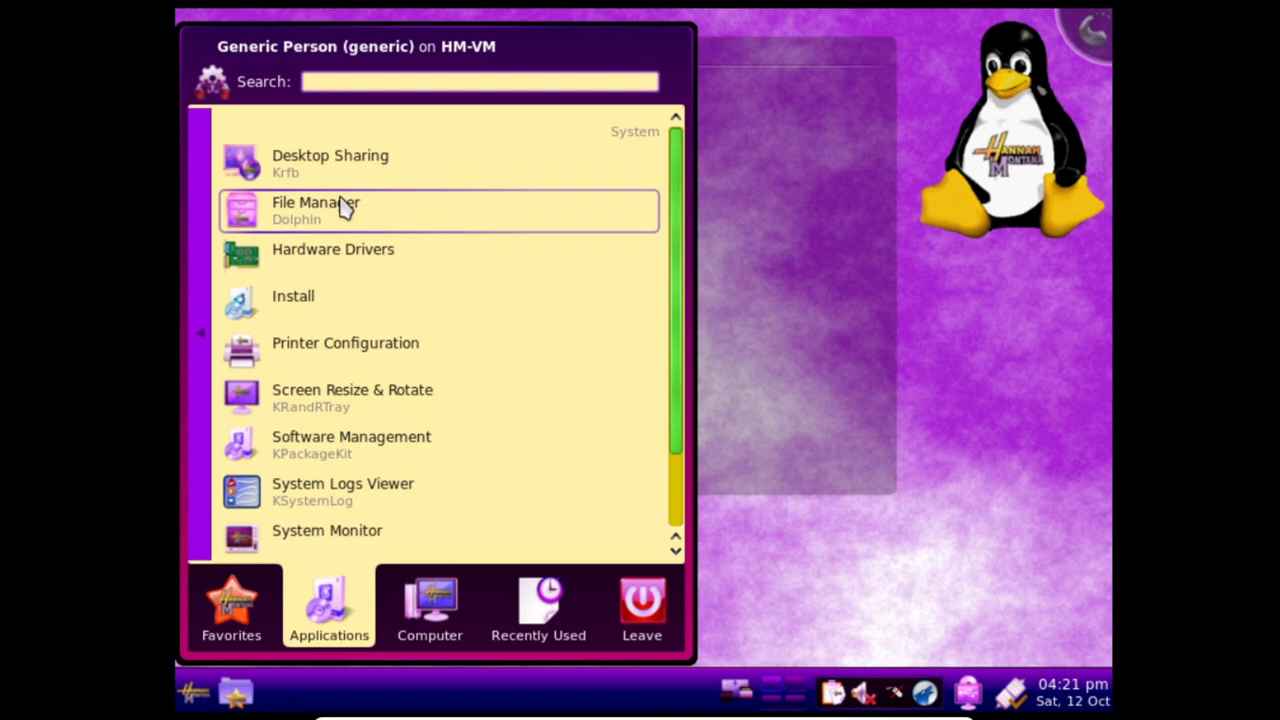 Generic Person (generic) on HM-VM
Search:
System
Desktop Sharing
Krfb
File Manager
Dolphin
Hardware Drivers
Install
Printer Configuration
Screen Resize & Rotate
KRandRTray
Software Management
KPackageKit
System Logs Viewer
KSystemLog
System Monitor
Favorites
Applications
Computer
Recently Used
Leave
HANNAH
MONTANA
04:21 pm
Sat, 12 Oct